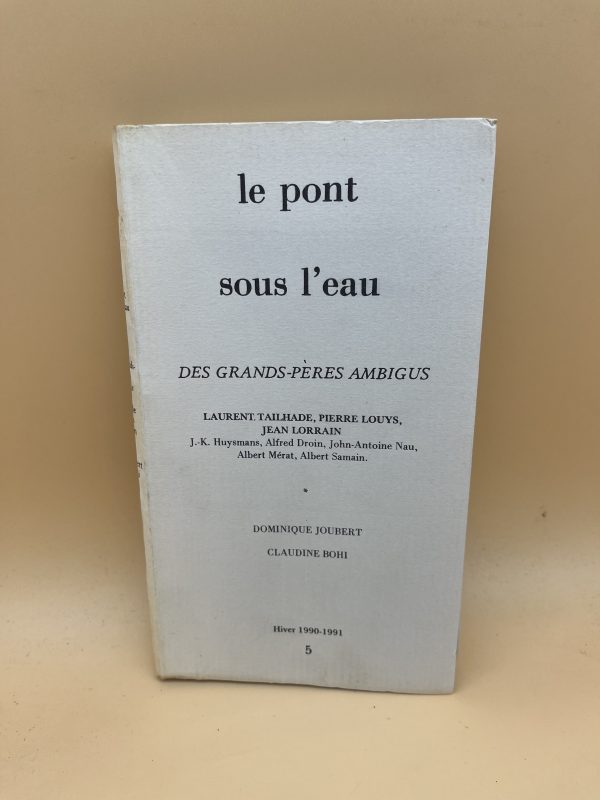 le pont
sous l'eau
DES GRANDS-PÈRES AMBIGUS
LAURENT TAILHADE, PIERRE LOUYS,
JEAN LORRAIN
J.-K. Huysmans, Alfred Droin, John-Antoine Nau,
Albert Mérat, Albert Samain.
*
DOMINIQUE JOUBERT
CLAUDINE BOHI
Hiver 1990-1991
5